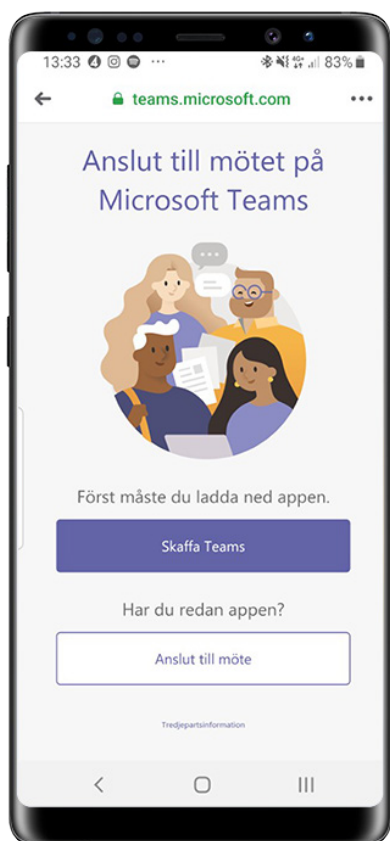 13:33 ... 4G+ 83%
teams.microsoft.com
Anslut till mötet på
Microsoft Teams
Först måste du ladda ned appen.
Skaffa Teams
Har du redan appen?
Anslut till möte
Tredjepartsinformation